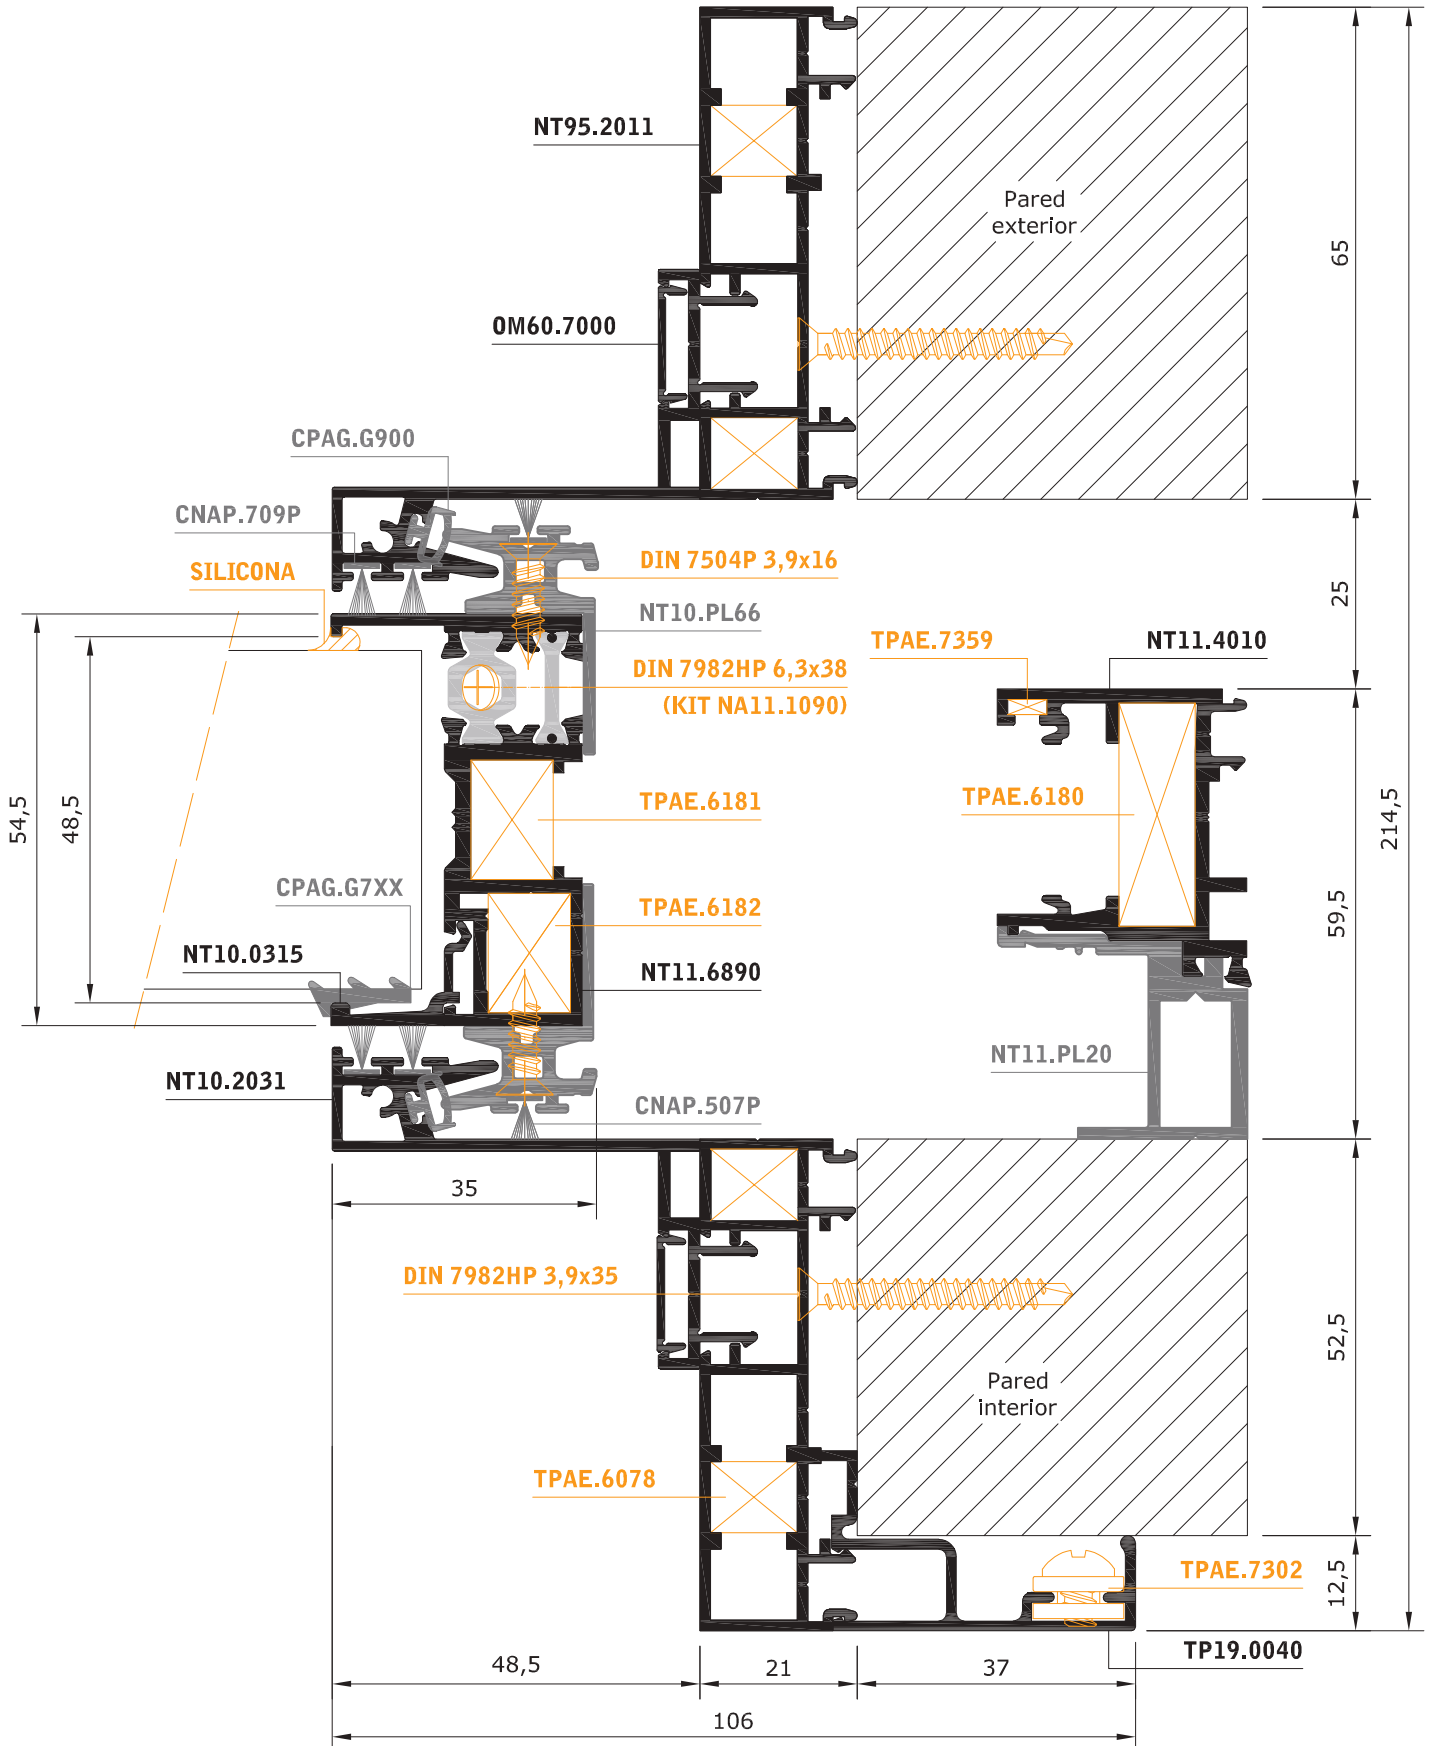 NT95.2011
Pared
exterior
65
OM60.7000
CPAG.G900
CNAP.709P
SILICONA
DIN 7504P 3,9x16
25
NT10.PL66
TPAE.7359
NT11.4010
DIN 7982HP 6,3x38
(KIT NA11.1090)
TPAE.6181
TPAE.6180
54,5
48,5
214,5
CPAG.G7XX
TPAE.6182
59,5
NT10.0315
NT11.6890
NT11.PL20
NT10.2031
CNAP.507P
35
DIN 7982HP 3,9x35
52,5
Pared
interior
TPAE.6078
TPAE.7302
12,5
TP19.0040
48,5
21
37
106